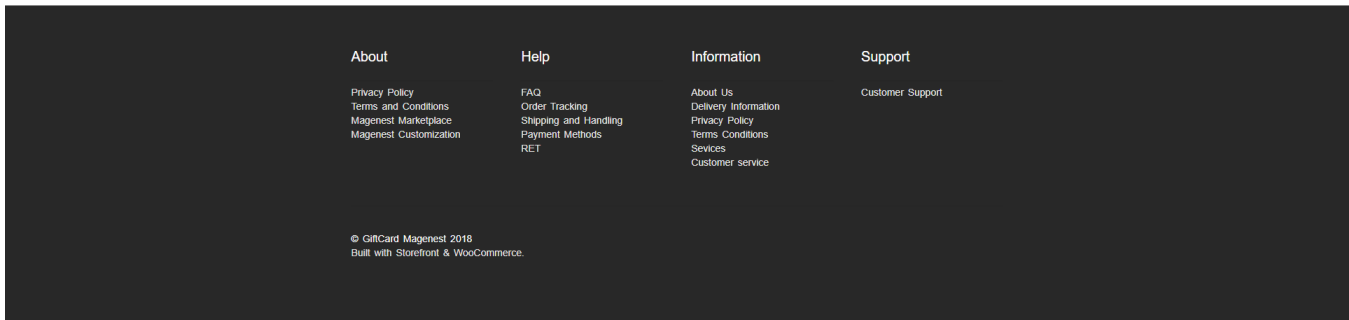 About
Privacy Policy
Terms and Conditions
Magenest Marketplace
Magenest Customization
Help
FAQ
Order Tracking
Shipping and Handling
Payment Methods
RET
Information
About Us
Delivery Information
Privacy Policy
Terms Conditions
Sevices
Customer service
Support
Customer Support
© GiftCard Magenest 2018
Built with Storefront & WooCommerce.